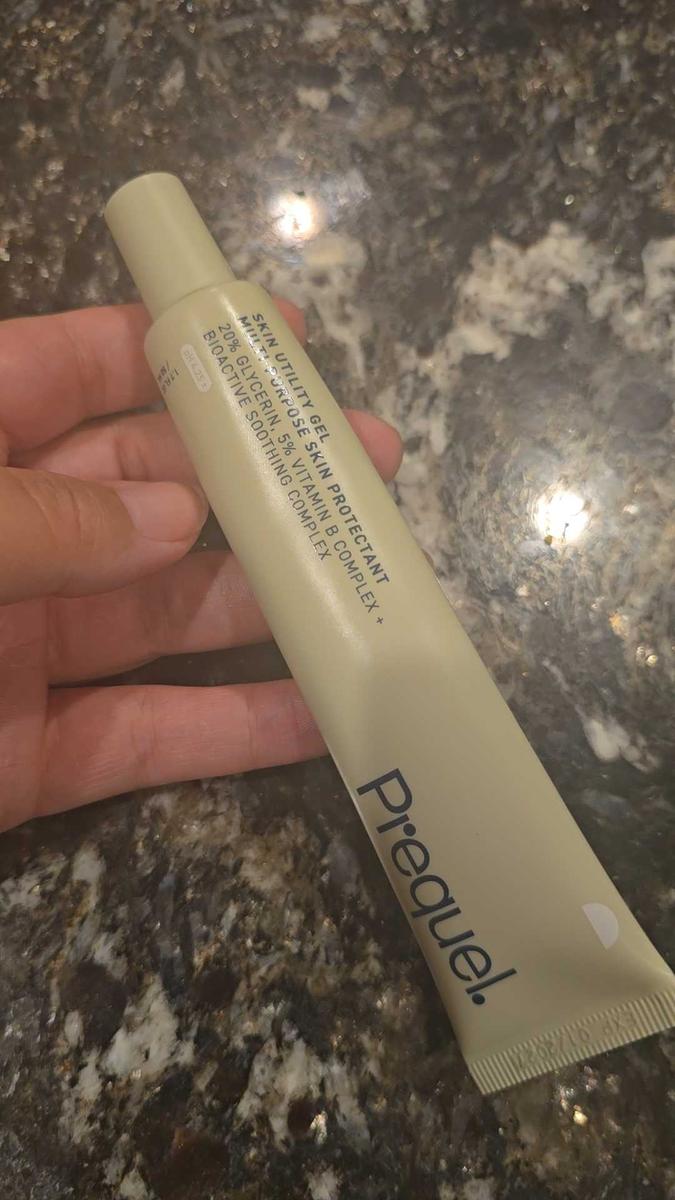 SKIN UTILITY GEL
MULTI-PURPOSE SKIN PROTECTANT
20% GLYCERIN, 5% VITAMIN B COMPLEX +
BIOACTIVE SOOTHING COMPLEX
Prequel.